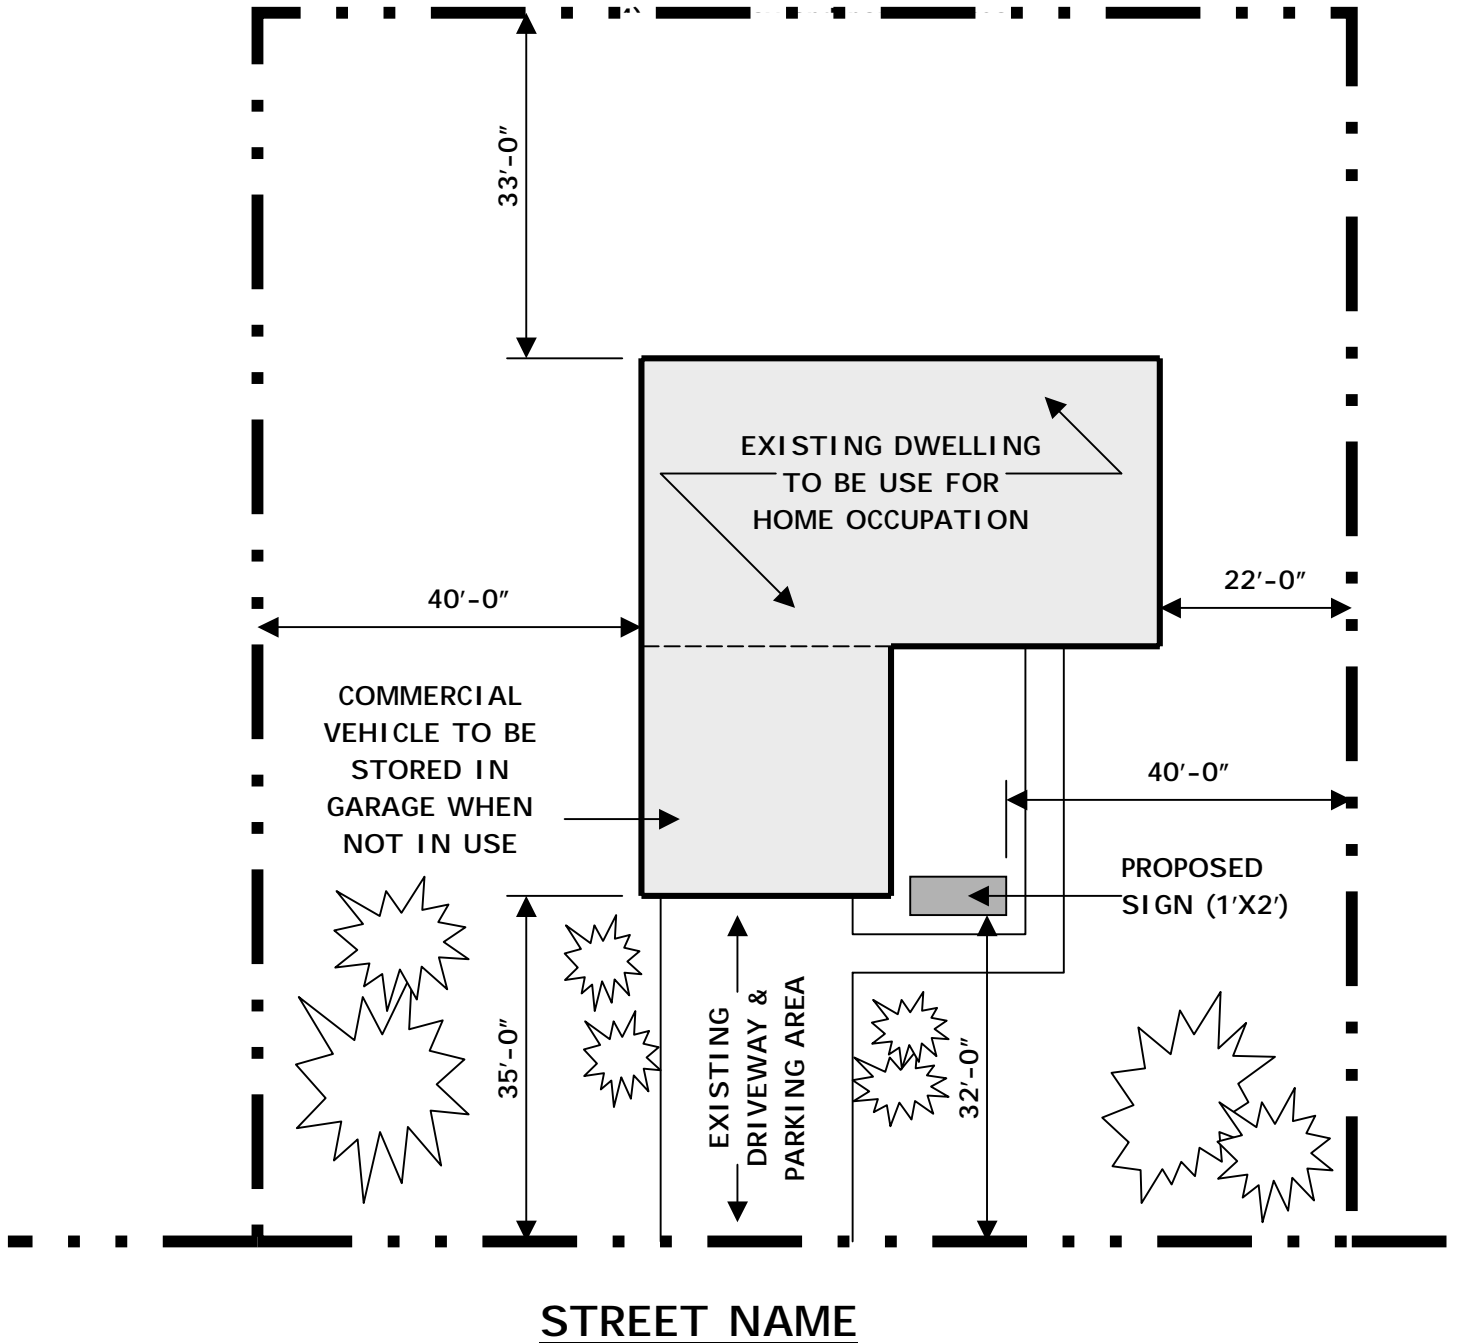 33'-0"
EXISTING DWELLING
TO BE USE FOR
HOME OCCUPATION
22'-0"
40'-0"
COMMERCIAL
VEHICLE TO BE
STORED IN
GARAGE WHEN
NOT IN USE
40'-0"
PROPOSED
SIGN (1'X2')
35'-0"
EXISTING
DRIVEWAY &
PARKING AREA
32'-0"
STREET NAME